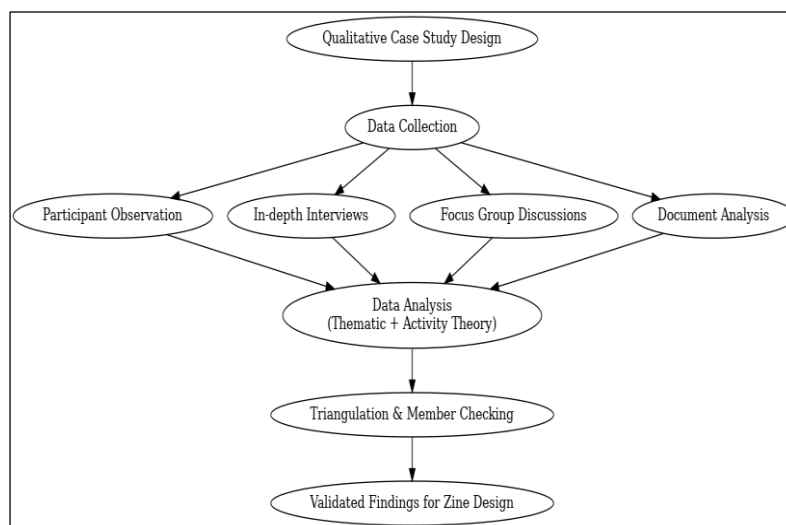 Qualitative Case Study Design
Data Collection
Participant Observation
In-depth Interviews
Focus Group Discussions
Document Analysis
Data Analysis
(Thematic + Activity Theory)
Triangulation & Member Checking
Validated Findings for Zine Design